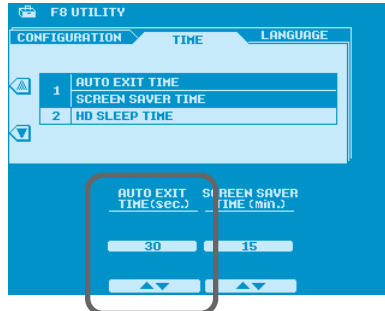 F8 UTILITY
CONFIGURATION TIME LANGUAGE
1 AUTO EXIT TIME
SCREEN SAVER TIME
2 HD SLEEP TIME
AUTO EXIT SCREEN SAVER
TIME(sec.) TIME (min.)
30 15